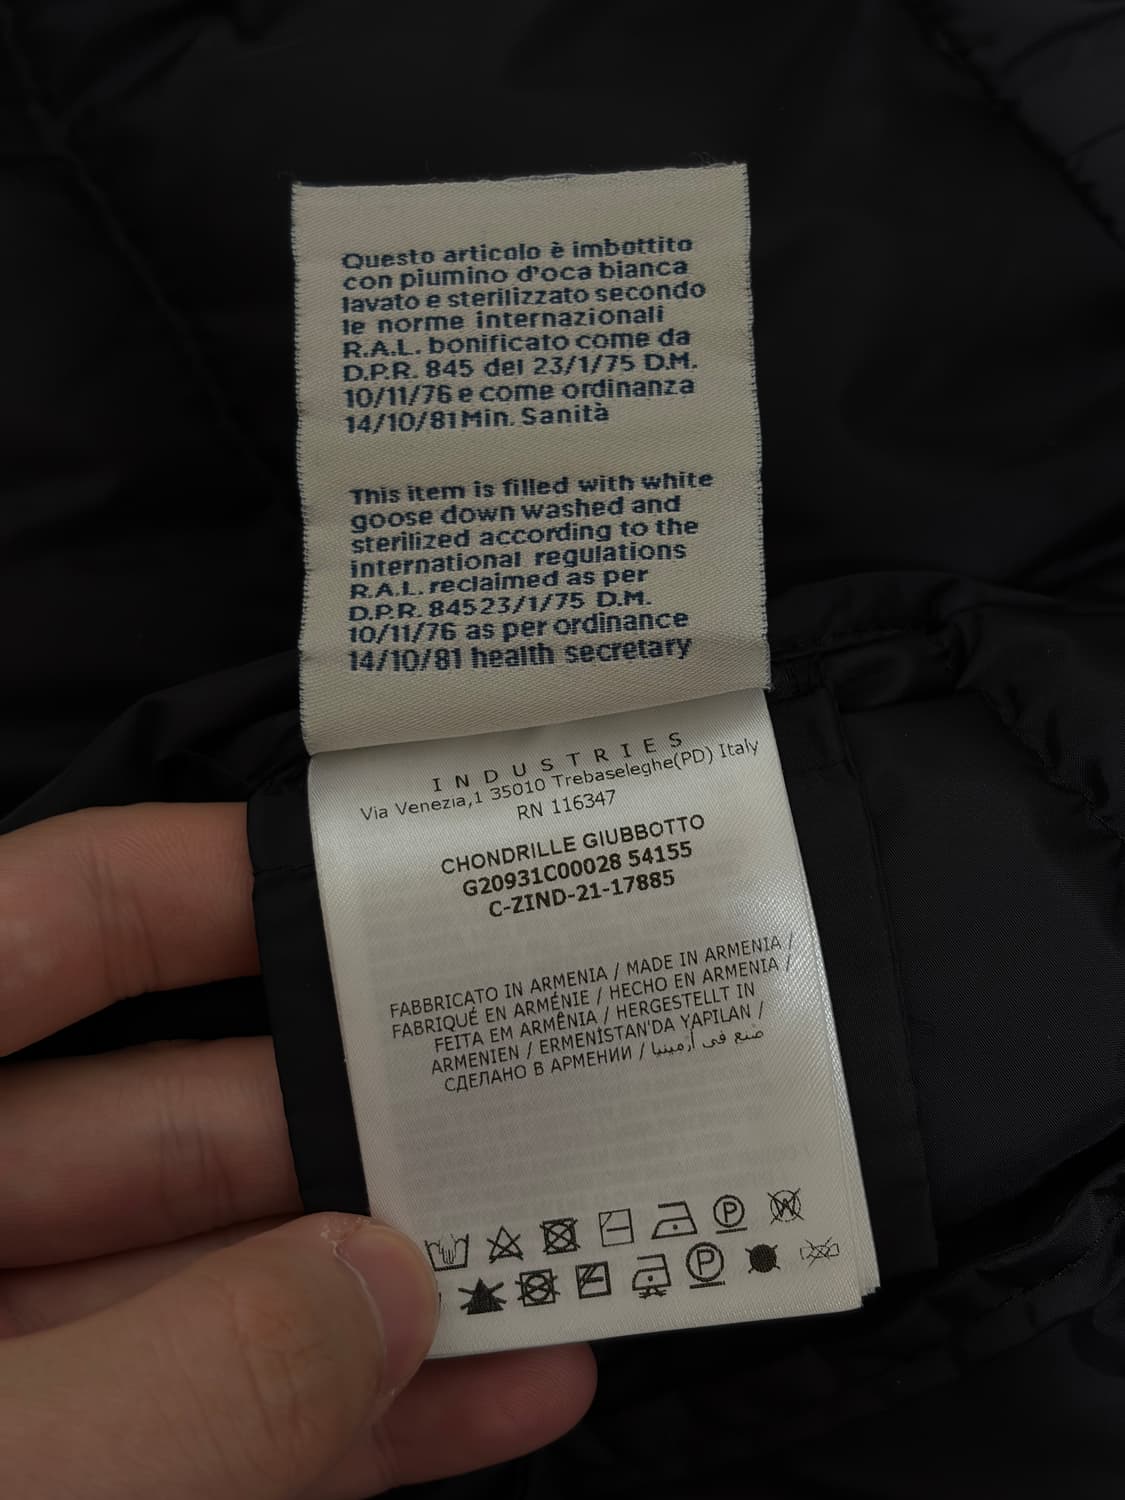 Questo articolo è imbottito
con piumino d'oca bianca
lavato e sterilizzato secondo
le norme internazionali
R.A.L. bonificato come da
D.P.R. 845 del 23/1/75 D.M.
10/11/76 e come ordinanza
14/10/81 Min. Sanità
This item is filled with white
goose down washed and
sterilized according to the
international regulations
R.A.L. reclaimed as per
D.P.R. 84523/1/75 D.M.
10/11/76 as per ordinance
14/10/81 health secretary
INDUSTRIES
Via Venezia,1 35010 Trebaseleghe(PD) Italy
RN 116347
CHONDRILLE GIUBBOTTO
G20931C00028 54155
C-ZIND-21-17885
FABBRICATO IN ARMENIA / MADE IN ARMENIA /
FABRIQUÉ EN ARMÉNIE / HECHO EN ARMENIA /
FEITA EM ARMÊNIA / HERGESTELLT IN
ARMENIEN / ERMENİSTAN'DA YAPILAN /
СДЕЛАНО В АРМЕНИИ / صنع في أرمينيا
P W
P